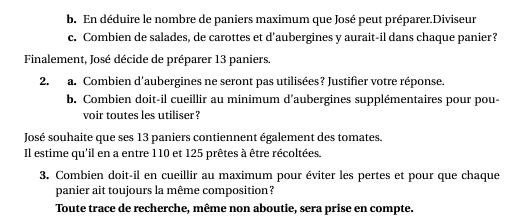 b. En déduire le nombre de paniers maximum que José peut préparer.Diviseur
c. Combien de salades, de carottes et d'aubergines y aurait-il dans chaque panier?
Finalement, José décide de préparer 13 paniers.
2. a. Combien d'aubergines ne seront pas utilisées? Justifier votre réponse.
b. Combien doit-il cueillir au minimum d'aubergines supplémentaires pour pou-
voir toutes les utiliser?
José souhaite que ses 13 paniers contiennent également des tomates.
Il estime qu'il en a entre 110 et 125 prêtes à être récoltées.
3. Combien doit-il en cueillir au maximum pour éviter les pertes et pour que chaque
panier ait toujours la même composition?
Toute trace de recherche, même non aboutie, sera prise en compte.